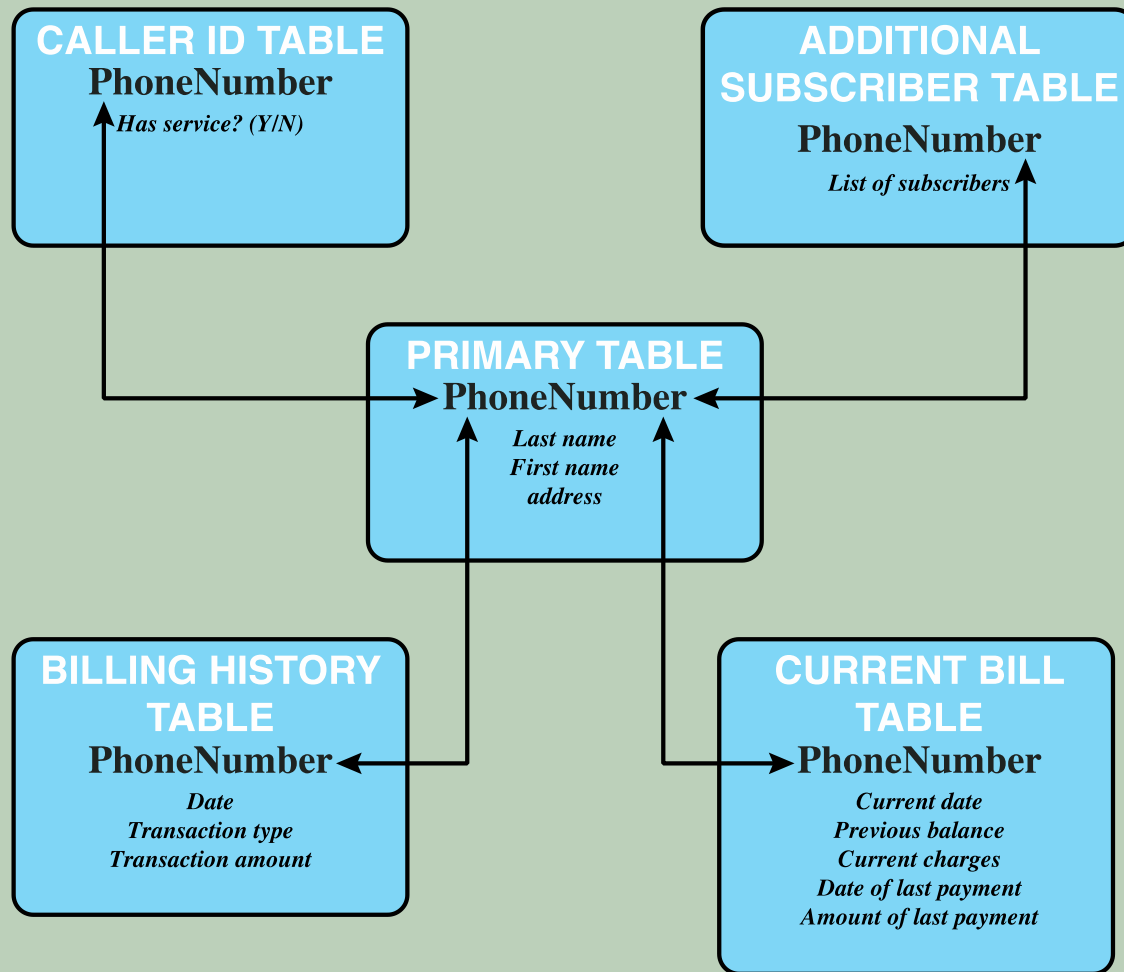 CALLER ID TABLE
PhoneNumber
Has service? (Y/N)
ADDITIONAL
SUBSCRIBER TABLE
PhoneNumber
List of subscribers
PRIMARY TABLE
PhoneNumber
Last name
First name
address
BILLING HISTORY
TABLE
PhoneNumber
Date
Transaction type
Transaction amount
CURRENT BILL
TABLE
PhoneNumber
Current date
Previous balance
Current charges
Date of last payment
Amount of last payment